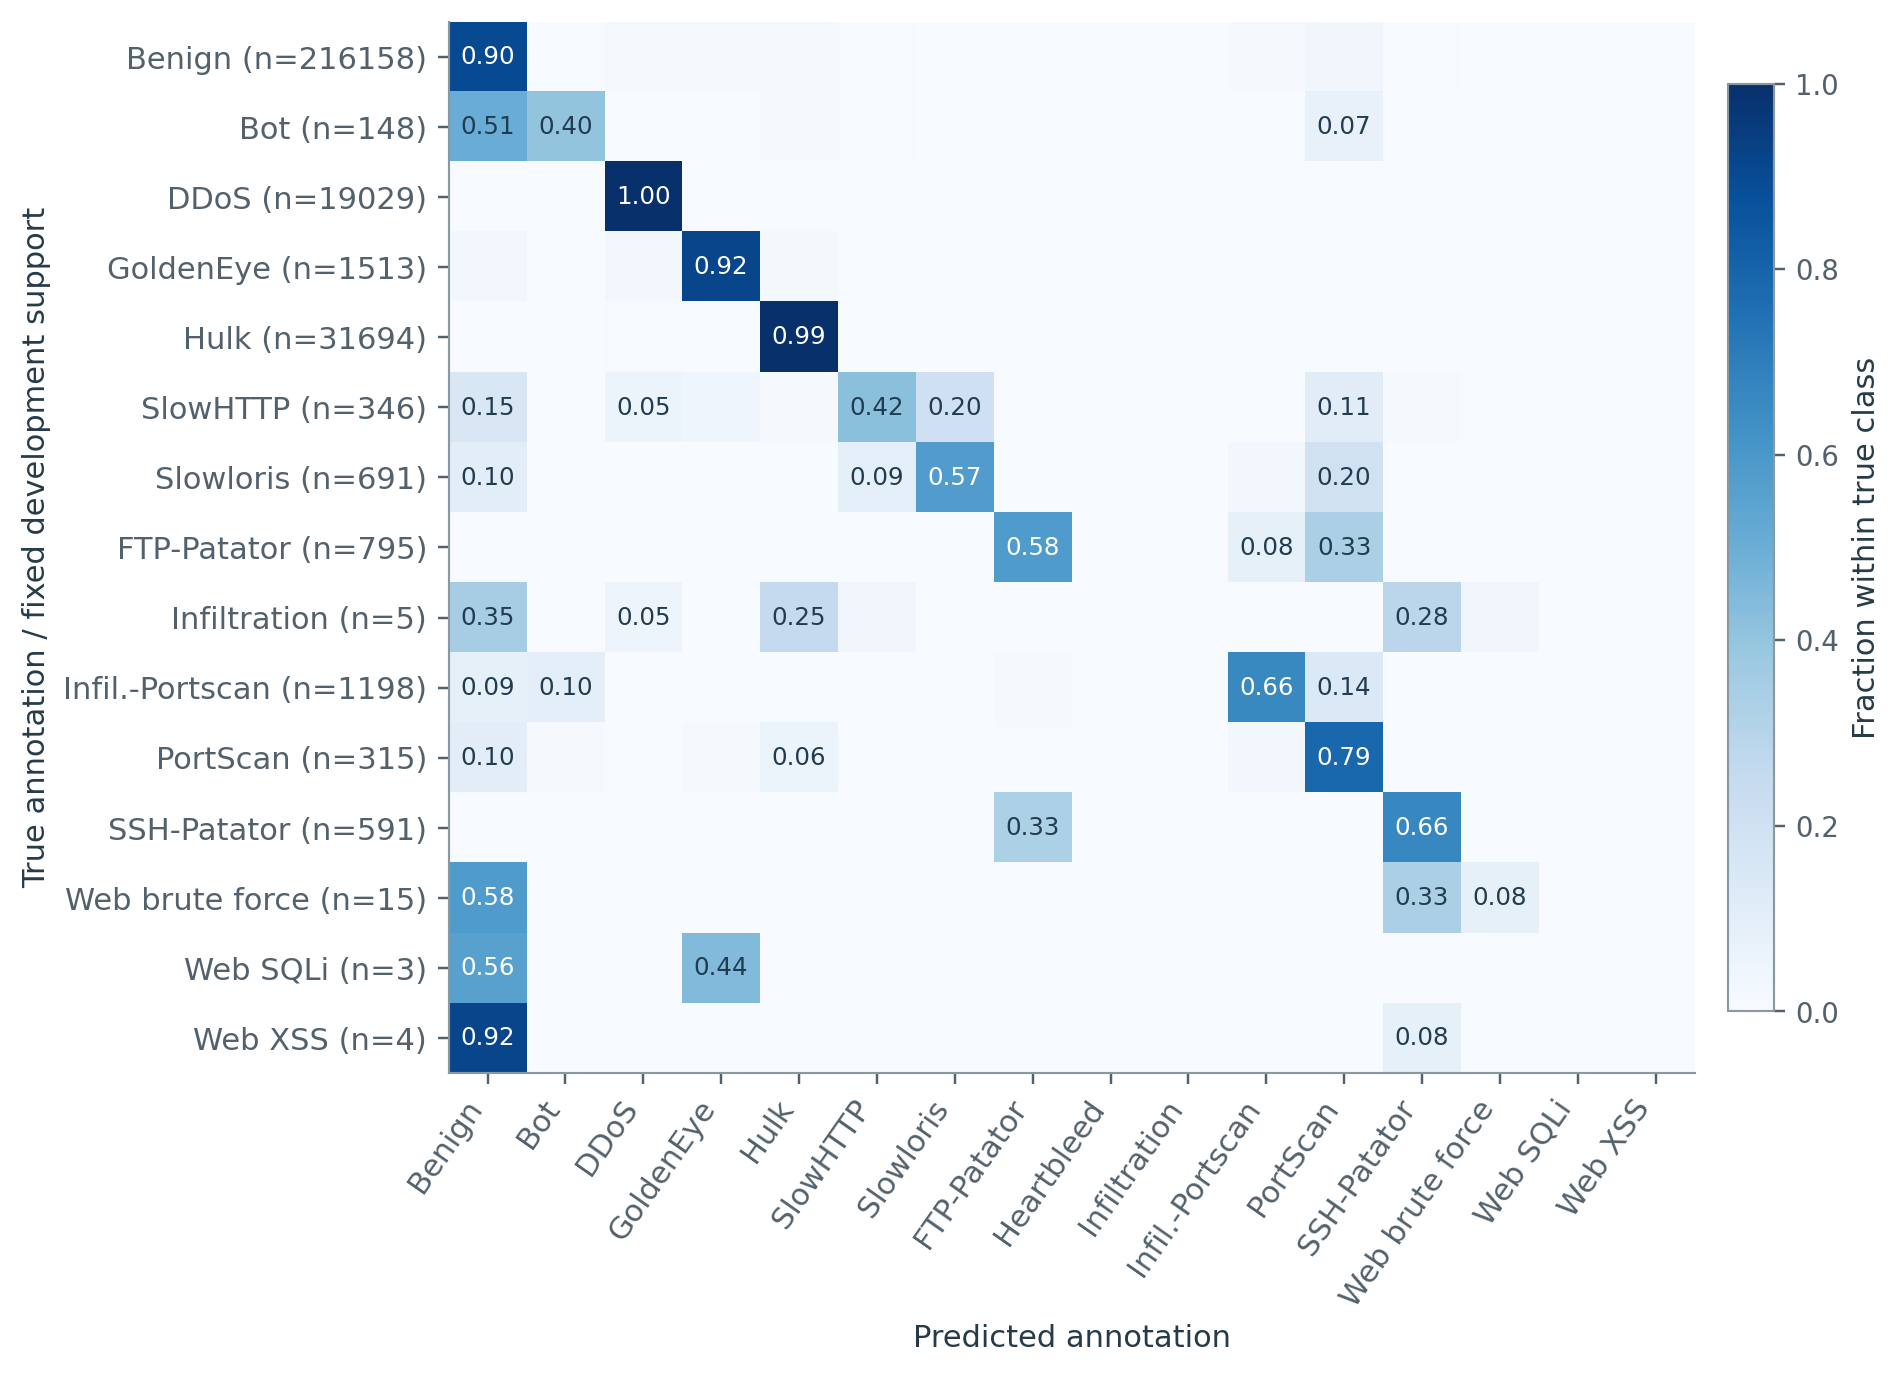 True annotation / fixed development support
Benign (n=216158) 0.90
Bot (n=148) 0.51 0.40 0.07
DDoS (n=19029) 1.00
GoldenEye (n=1513) 0.92
Hulk (n=31694) 0.99
SlowHTTP (n=346) 0.15 0.05 0.42 0.20 0.11
Slowloris (n=691) 0.10 0.09 0.57 0.20
FTP-Patator (n=795) 0.58 0.08 0.33
Infiltration (n=5) 0.35 0.05 0.25 0.28
Infil.-Portscan (n=1198) 0.09 0.10 0.66 0.14
PortScan (n=315) 0.10 0.06 0.79
SSH-Patator (n=591) 0.33 0.66
Web brute force (n=15) 0.58 0.33 0.08
Web SQLi (n=3) 0.56 0.44
Web XSS (n=4) 0.92 0.08
Benign
Bot
DDoS
GoldenEye
Hulk
SlowHTTP
Slowloris
FTP-Patator
Heartbleed
Infiltration
Infil.-Portscan
PortScan
SSH-Patator
Web brute force
Web SQLi
Web XSS
Predicted annotation
1.0
0.8
0.6
0.4
0.2
0.0
Fraction within true class